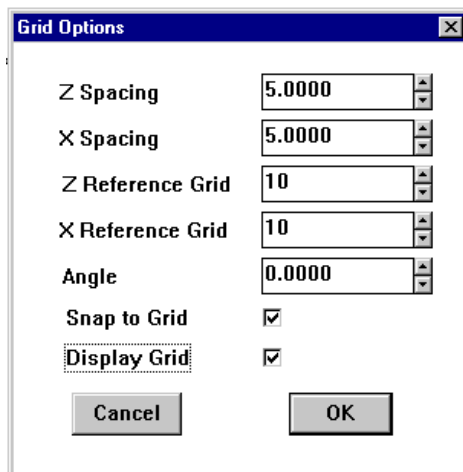 Grid Options
Z Spacing 5.0000
X Spacing 5.0000
Z Reference Grid 10
X Reference Grid 10
Angle 0.0000
Snap to Grid
Display Grid
Cancel OK